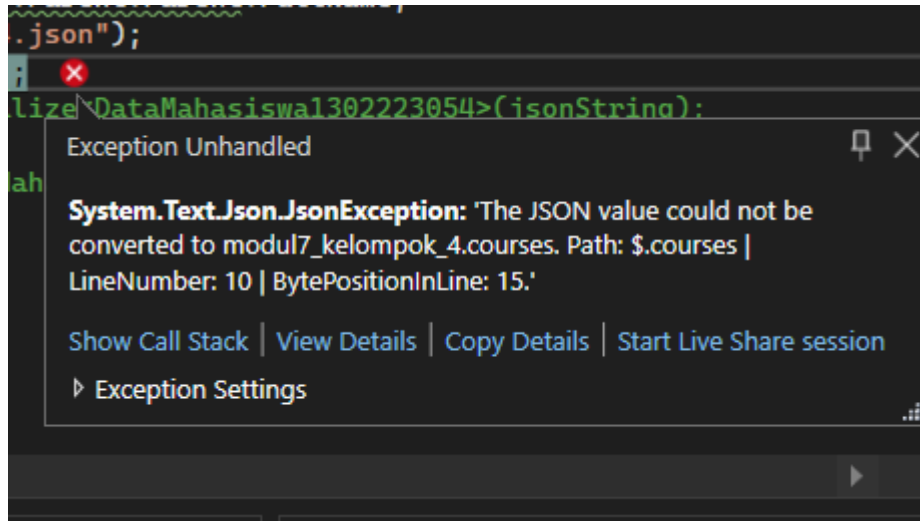 .json");
;
lize<DataMahasiswa1302223054>(jsonString);
Exception Unhandled
lah
System.Text.Json.JsonException: 'The JSON value could not be
converted to modul7_kelompok_4.courses. Path: $.courses |
LineNumber: 10 | BytePositionInLine: 15.'
Show Call Stack | View Details | Copy Details | Start Live Share session
Exception Settings